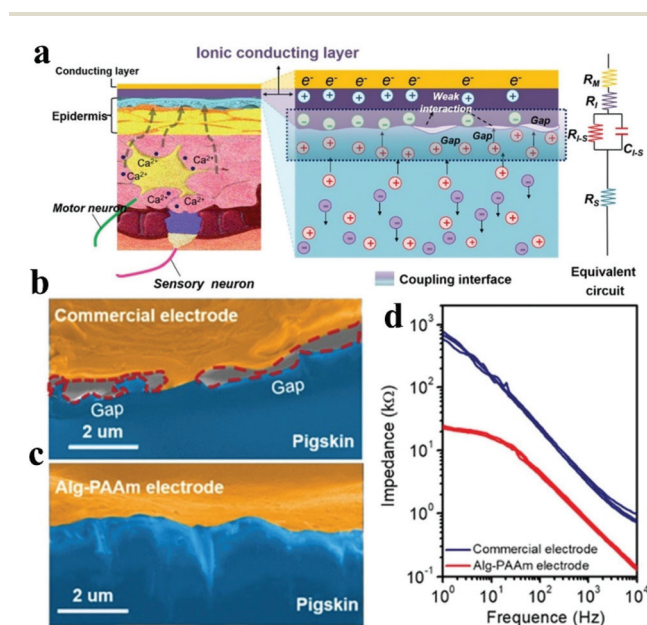 a
Ionic conducting layer
Conducting layer
Epidermis
Ca²⁺
Ca²⁺
Ca²⁺
Ca²⁺
Ca²⁺
Motor neuron
Sensory neuron
e⁻ e⁻ e⁻ e⁻ e⁻ e⁻ e⁻
Weak
interaction
Gap
Gap
Gap
Coupling interface
R_M
R_I
R_I-S
C_I-S
R_S
Equivalent
circuit
b
Commercial electrode
Gap
Gap
2 um
Pigskin
c
Alg-PAAm electrode
2 um
Pigskin
d
Impedance (kΩ)
10³
10²
10¹
10⁰
10⁻¹
Commercial electrode
Alg-PAAm electrode
10⁰ 10¹ 10² 10³ 10⁴
Frequence (Hz)